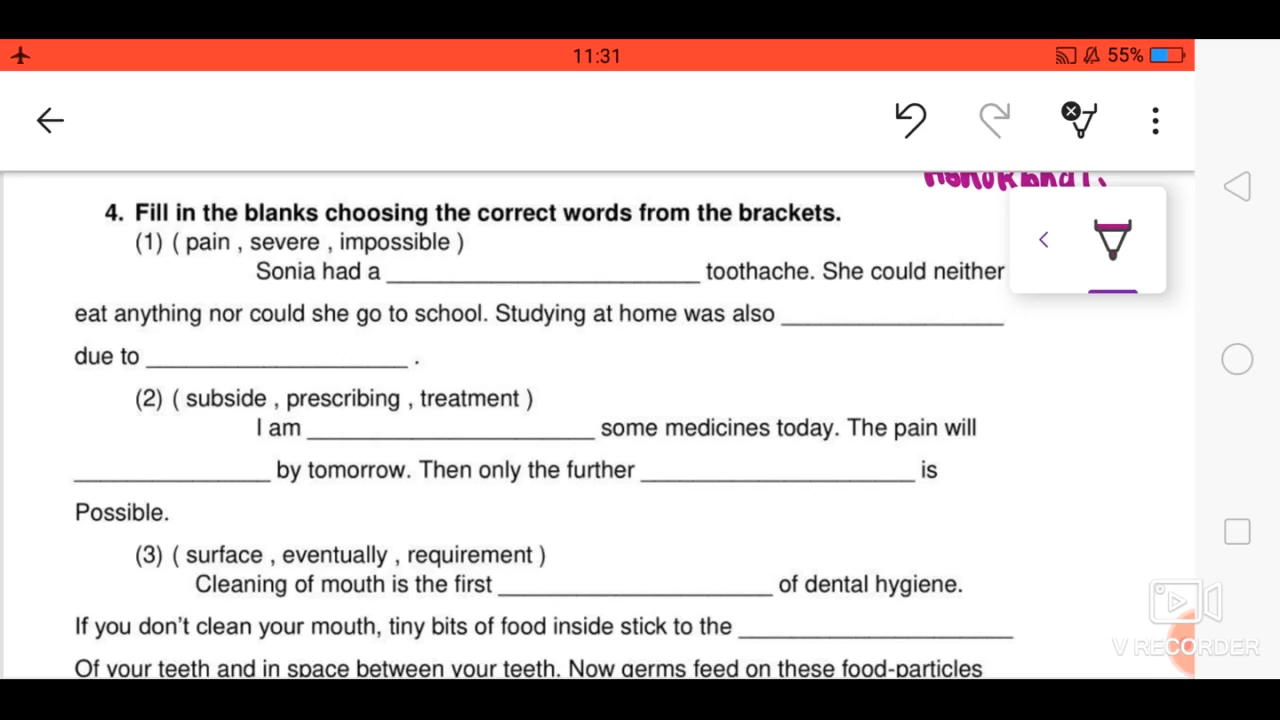 11:31
55%
4. Fill in the blanks choosing the correct words from the brackets.
(1) ( pain , severe , impossible )
Sonia had a ________________________ toothache. She could neither
eat anything nor could she go to school. Studying at home was also _________________
due to ____________________ .
(2) ( subside , prescribing , treatment )
I am ______________________ some medicines today. The pain will
_______________ by tomorrow. Then only the further _____________________ is
Possible.
(3) ( surface , eventually , requirement )
Cleaning of mouth is the first _____________________ of dental hygiene.
If you don't clean your mouth, tiny bits of food inside stick to the _____________________
Of your teeth and in space between your teeth. Now germs feed on these food-particles
V RECORDER